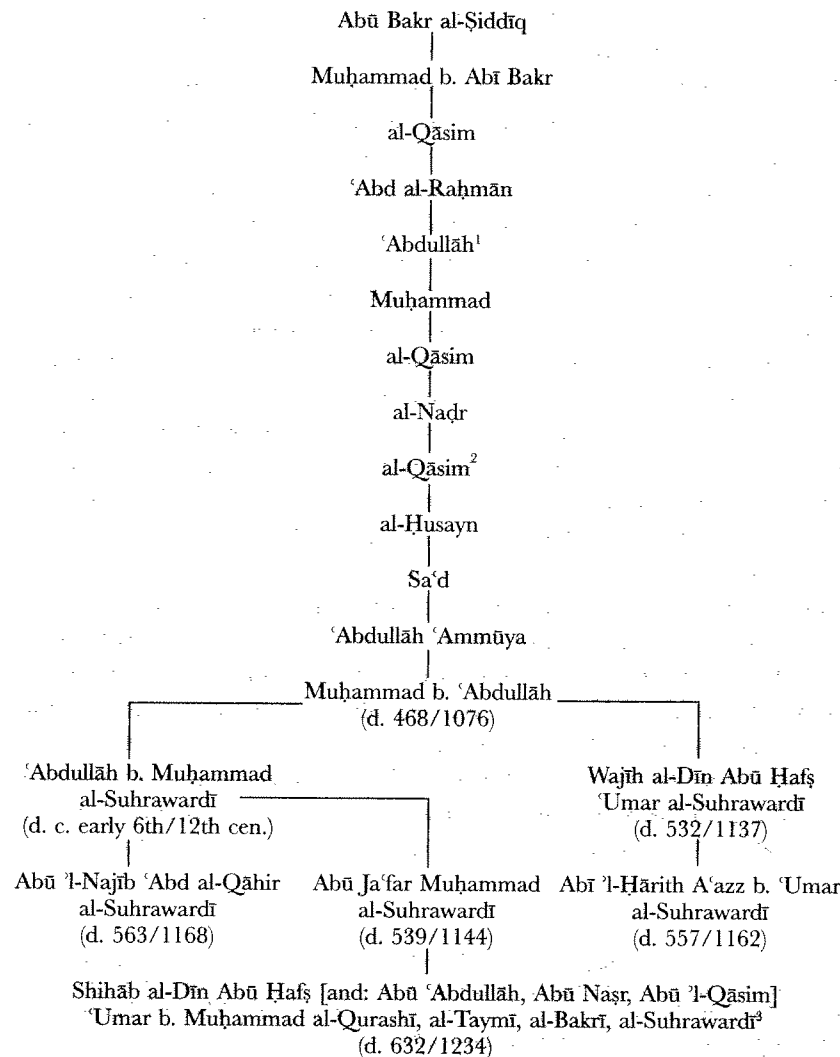 Abū Bakr al-Ṣiddīq
Muḥammad b. Abī Bakr
al-Qāsim
ʿAbd al-Raḥmān
ʿAbdullāh¹
Muḥammad
al-Qāsim
al-Naḍr
al-Qāsim²
al-Ḥusayn
Saʿd
ʿAbdullāh ʿAmmūya
Muḥammad b. ʿAbdullāh
(d. 468/1076)
ʿAbdullāh b. Muḥammad
al-Suhrawardī
(d. c. early 6th/12th cen.)
Wajīh al-Dīn Abū Ḥafṣ
ʿUmar al-Suhrawardī
(d. 532/1137)
Abū ʾl-Najīb ʿAbd al-Qāhir
al-Suhrawardī
(d. 563/1168)
Abū Jaʿfar Muḥammad
al-Suhrawardī
(d. 539/1144)
Abī ʾl-Ḥārith Aʿazz b. ʿUmar
al-Suhrawardī
(d. 557/1162)
Shihāb al-Dīn Abū Ḥafṣ [and: Abū ʿAbdullāh, Abū Naṣr, Abū ʾl-Qāsim]
ʿUmar b. Muḥammad al-Qurashī, al-Taymī, al-Bakrī, al-Suhrawardī³
(d. 632/1234)